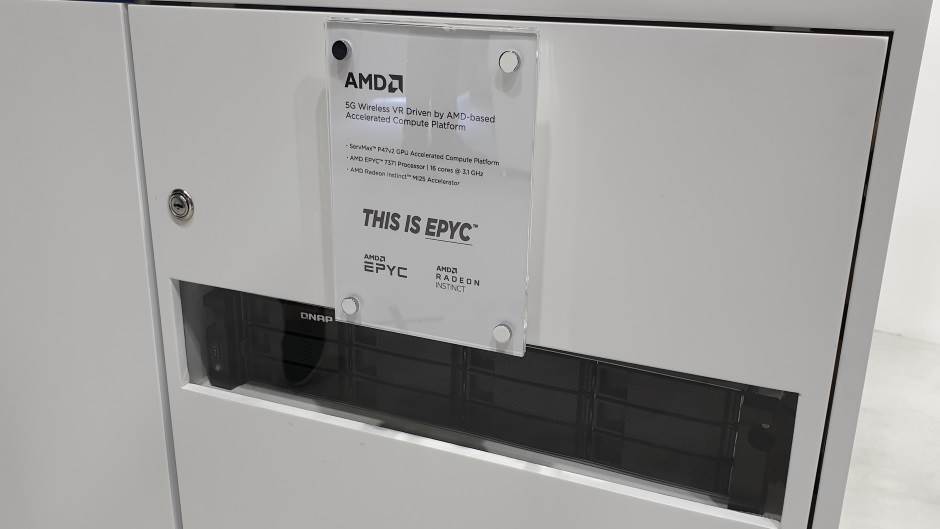 AMD
5G Wireless VR Driven by AMD-based
Accelerated Compute Platform
· ServMax™ P47v2 GPU Accelerated Compute Platform
· AMD EPYC™ 7371 Processor | 16 cores @ 3.1 GHz
· AMD Radeon Instinct™ MI25 Accelerator
THIS IS EPYC™
AMD
EPYC
AMD
RADEON
INSTINCT
QNAP